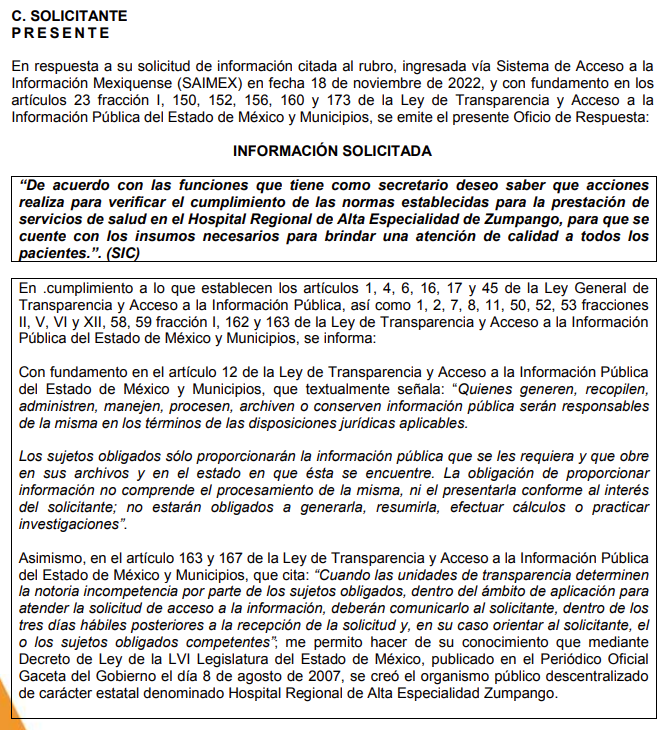 C. SOLICITANTE
P R E S E N T E
En respuesta a su solicitud de información citada al rubro, ingresada vía Sistema de Acceso a la
Información Mexiquense (SAIMEX) en fecha 18 de noviembre de 2022, y con fundamento en los
artículos 23 fracción I, 150, 152, 156, 160 y 173 de la Ley de Transparencia y Acceso a la
Información Pública del Estado de México y Municipios, se emite el presente Oficio de Respuesta:
INFORMACIÓN SOLICITADA
“De acuerdo con las funciones que tiene como secretario deseo saber que acciones
realiza para verificar el cumplimiento de las normas establecidas para la prestación de
servicios de salud en el Hospital Regional de Alta Especialidad de Zumpango, para que se
cuente con los insumos necesarios para brindar una atención de calidad a todos los
pacientes.”. (SIC)
En .cumplimiento a lo que establecen los artículos 1, 4, 6, 16, 17 y 45 de la Ley General de
Transparencia y Acceso a la Información Pública, así como 1, 2, 7, 8, 11, 50, 52, 53 fracciones
II, V, VI y XII, 58, 59 fracción I, 162 y 163 de la Ley de Transparencia y Acceso a la Información
Pública del Estado de México y Municipios, se informa:
Con fundamento en el artículo 12 de la Ley de Transparencia y Acceso a la Información Pública
del Estado de México y Municipios, que textualmente señala: “Quienes generen, recopilen,
administren, manejen, procesen, archiven o conserven información pública serán responsables
de la misma en los términos de las disposiciones jurídicas aplicables.
Los sujetos obligados sólo proporcionarán la información pública que se les requiera y que obre
en sus archivos y en el estado en que ésta se encuentre. La obligación de proporcionar
información no comprende el procesamiento de la misma, ni el presentarla conforme al interés
del solicitante; no estarán obligados a generarla, resumirla, efectuar cálculos o practicar
investigaciones”.
Asimismo, en el artículo 163 y 167 de la Ley de Transparencia y Acceso a la Información Pública
del Estado de México y Municipios, que cita: “Cuando las unidades de transparencia determinen
la notoria incompetencia por parte de los sujetos obligados, dentro del ámbito de aplicación para
atender la solicitud de acceso a la información, deberán comunicarlo al solicitante, dentro de los
tres días hábiles posteriores a la recepción de la solicitud y, en su caso orientar al solicitante, el
o los sujetos obligados competentes”; me permito hacer de su conocimiento que mediante
Decreto de Ley de la LVI Legislatura del Estado de México, publicado en el Periódico Oficial
Gaceta del Gobierno el día 8 de agosto de 2007, se creó el organismo público descentralizado
de carácter estatal denominado Hospital Regional de Alta Especialidad Zumpango.